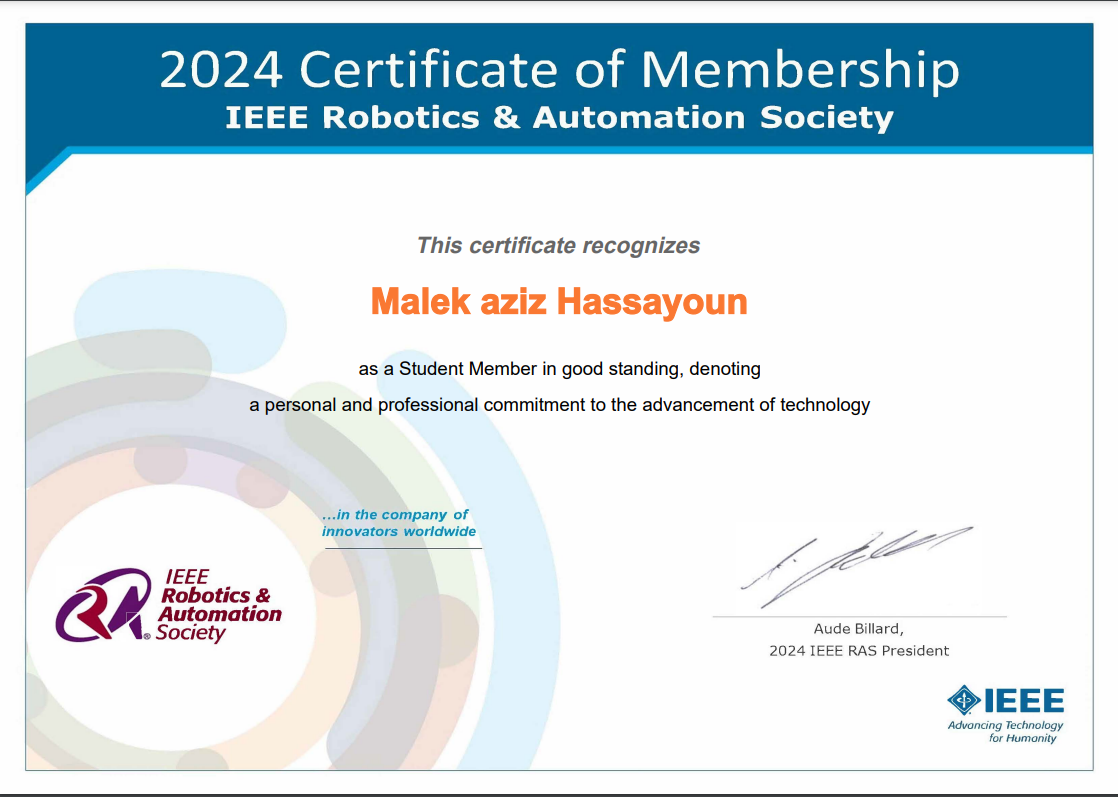 2024 Certificate of Membership
IEEE Robotics & Automation Society
This certificate recognizes
Malek aziz Hassayoun
as a Student Member in good standing, denoting
a personal and professional commitment to the advancement of technology
...in the company of
innovators worldwide
IEEE
Robotics &
Automation
Society
RA®
Aude Billard,
2024 IEEE RAS President
IEEE
Advancing Technology
for Humanity